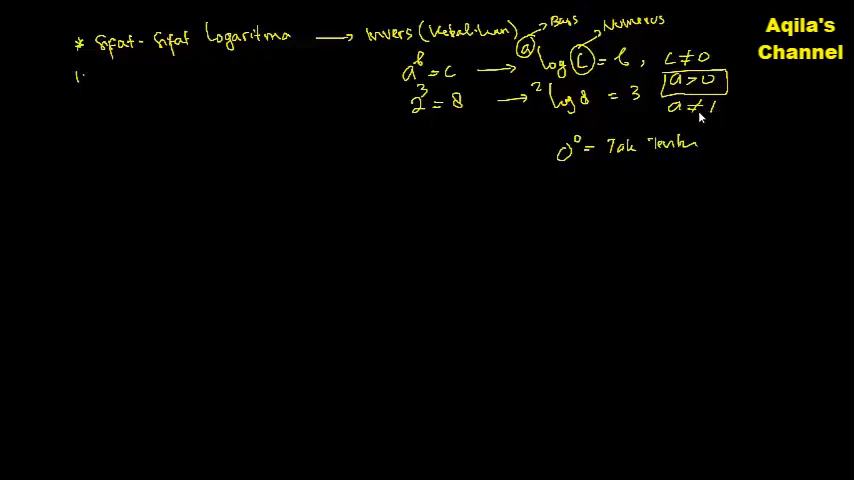 * Sifat-Sifat Logaritma → Invers (Kebalikan)
Basis
Numerus
a^b = c → ^a log c = b, c ≠ 0
a > 0
2^3 = 8 → ^2 log 8 = 3
a ≠ 1
0^0 = Tak Tentu
1.
Aqila's
Channel